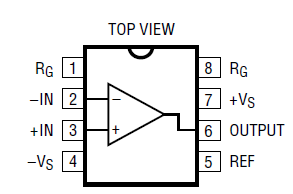 TOP VIEW
RG 1 8 RG
–IN 2 – 7 +VS
+IN 3 + 6 OUTPUT
–VS 4 5 REF